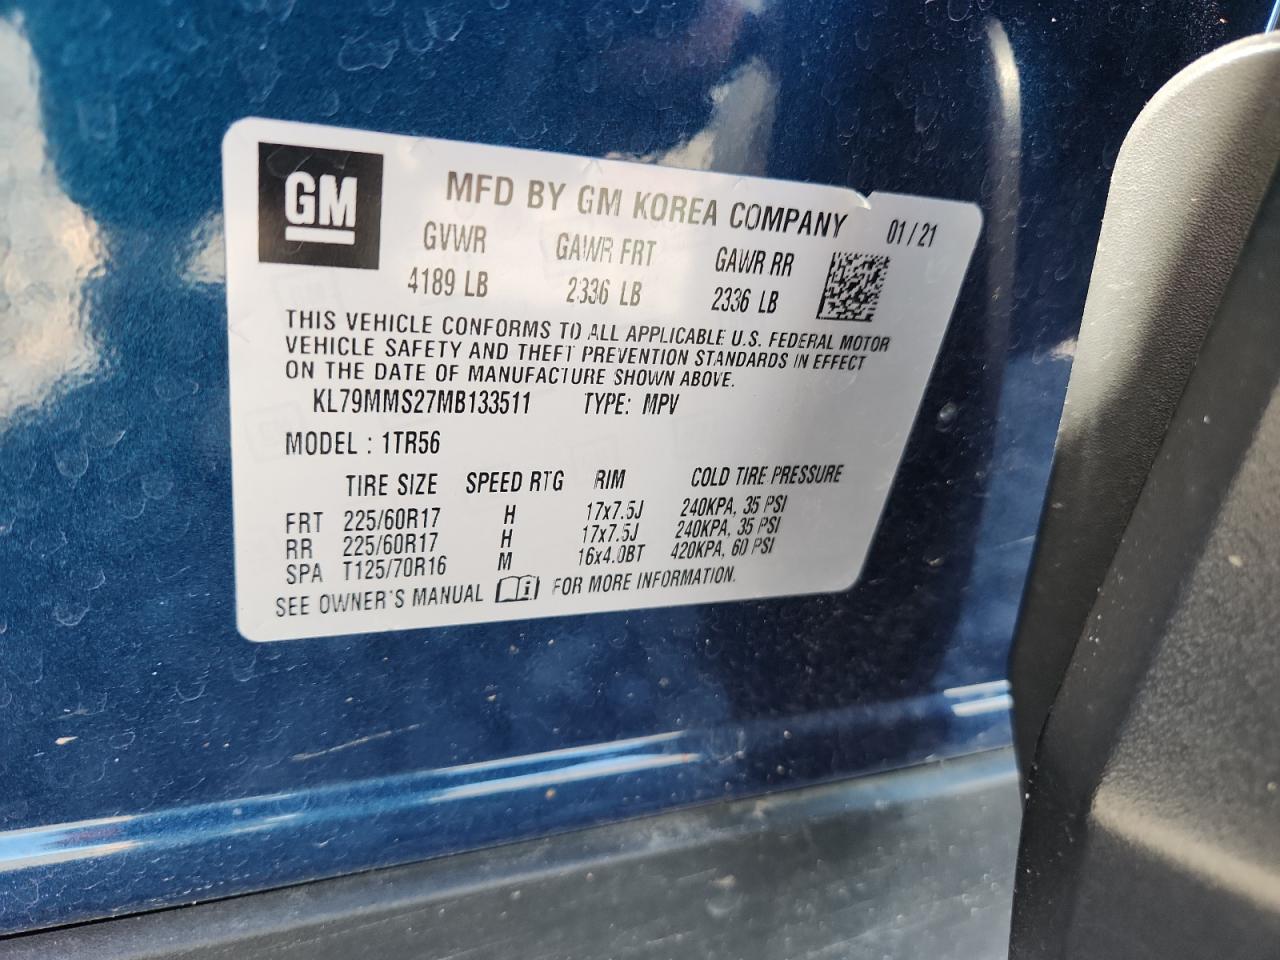 GM
MFD BY GM KOREA COMPANY 01/21
GVWR GAWR FRT GAWR RR
4189 LB 2336 LB 2336 LB
THIS VEHICLE CONFORMS TO ALL APPLICABLE U.S. FEDERAL MOTOR
VEHICLE SAFETY AND THEFT PREVENTION STANDARDS IN EFFECT
ON THE DATE OF MANUFACTURE SHOWN ABOVE.
KL79MMS27MB133511 TYPE: MPV
MODEL : 1TR56
TIRE SIZE SPEED RTG RIM COLD TIRE PRESSURE
FRT 225/60R17 H 17x7.5J 240KPA, 35 PSI
RR 225/60R17 H 17x7.5J 240KPA, 35 PSI
SPA T125/70R16 M 16x4.0BT 420KPA, 60 PSI
SEE OWNER'S MANUAL i FOR MORE INFORMATION.